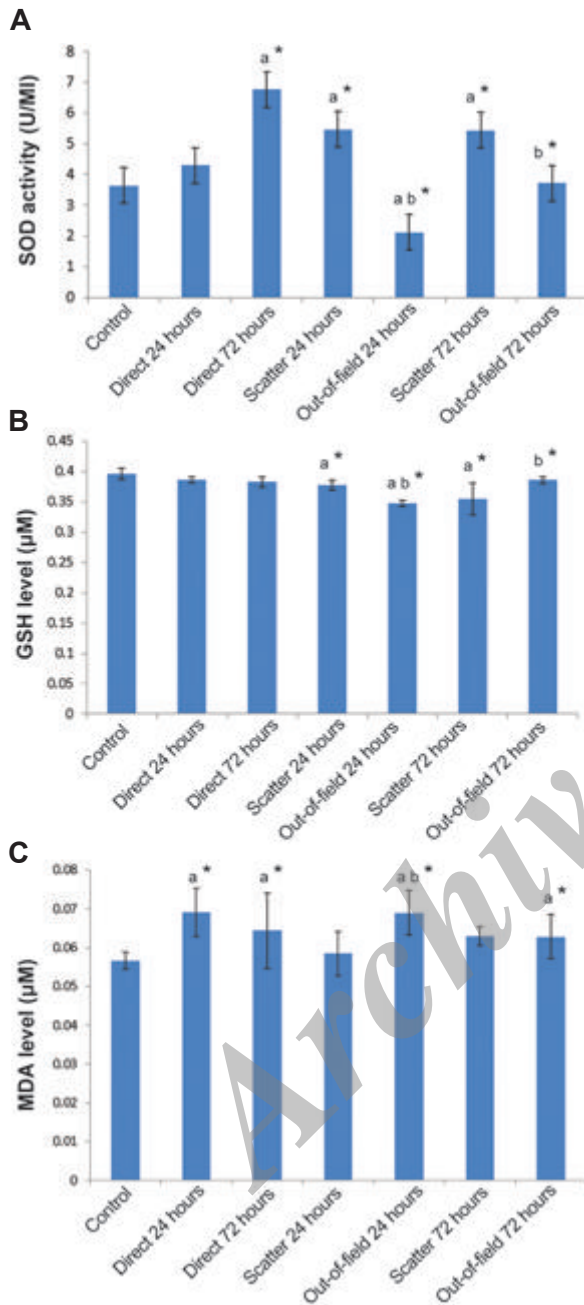 A
SOD activity (U/Ml)
8
7
6
5
4
3
2
1
0
a *
a *
a b *
a *
b *
Control
Direct 24 hours
Direct 72 hours
Scatter 24 hours
Out-of-field 24 hours
Scatter 72 hours
Out-of-field 72 hours
B
GSH level (µM)
0.45
0.4
0.35
0.3
0.25
0.2
0.15
0.1
0.05
0
a *
a b *
a *
b *
Control
Direct 24 hours
Direct 72 hours
Scatter 24 hours
Out-of-field 24 hours
Scatter 72 hours
Out-of-field 72 hours
C
MDA level (µM)
0.08
0.07
0.06
0.05
0.04
0.03
0.02
0.01
0
a *
a *
a b *
a *
Control
Direct 24 hours
Direct 72 hours
Scatter 24 hours
Out-of-field 24 hours
Scatter 72 hours
Out-of-field 72 hours
Archiv